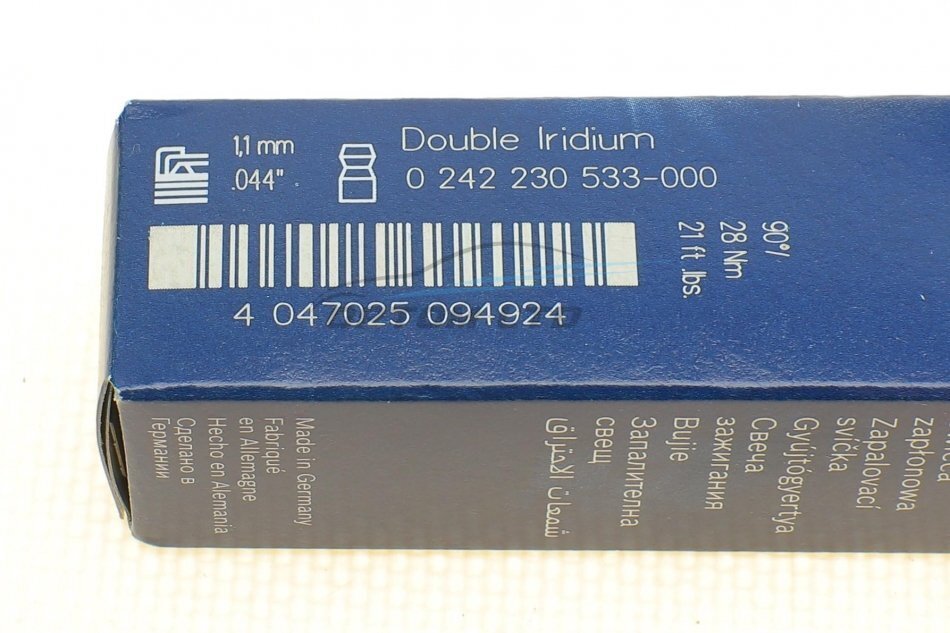 1,1 mm
.044"
Double Iridium
0 242 230 533-000
4 047025 094924
90°/
28 Nm
21 ft .lbs.
Made in Germany
Fabriqué
en Allemagne
Hecho en Alemania
Сделано в
Германии
zapłonowa
Zapalovací
svíčka
Gyújtógyertya
Свеча
зажигания
Bujie
Запалителна
свещ
شمعات الاحتراق